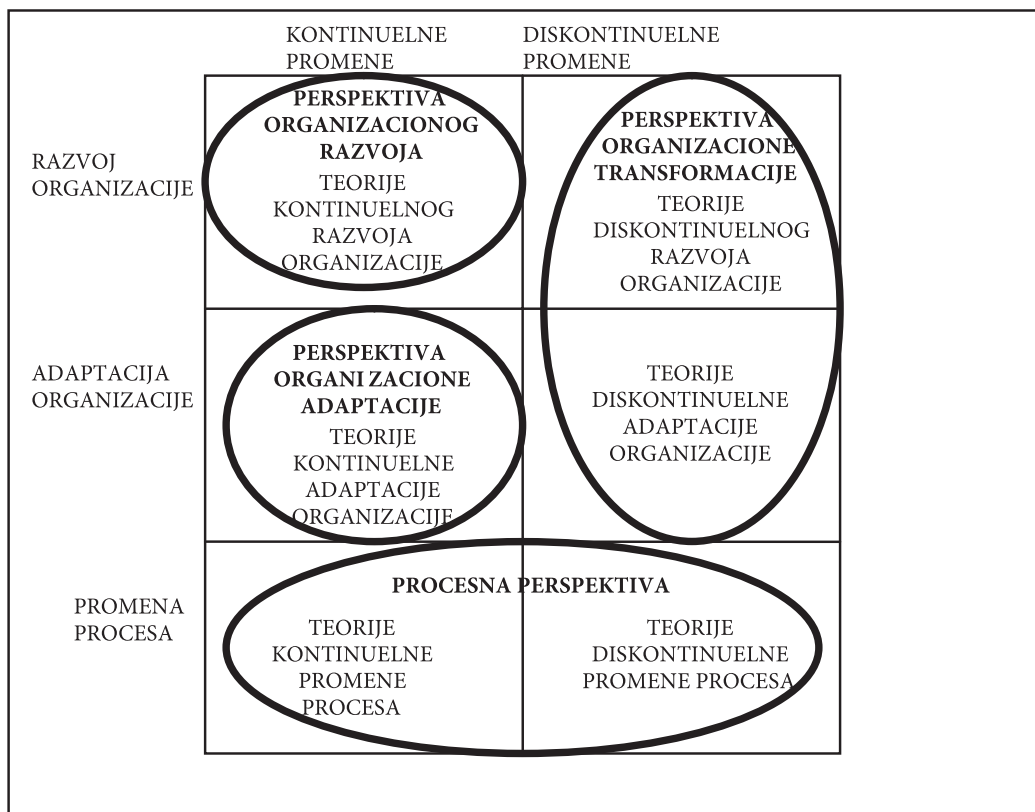 KONTINUELNE
PROMENE
DISKONTINUELNE
PROMENE
RAZVOJ
ORGANIZACIJE
PERSPEKTIVA
ORGANIZACIONOG
RAZVOJA
TEORIJE
KONTINUELNOG
RAZVOJA
ORGANIZACIJE
PERSPEKTIVA
ORGANIZACIONE
TRANSFORMACIJE
TEORIJE
DISKONTINUELNOG
RAZVOJA
ORGANIZACIJE
ADAPTACIJA
ORGANIZACIJE
PERSPEKTIVA
ORGANI ZACIONE
ADAPTACIJE
TEORIJE
KONTINUELNE
ADAPTACIJE
ORGANIZACIJE
TEORIJE
DISKONTINUELNE
ADAPTACIJE
ORGANIZACIJE
PROMENA
PROCESA
PROCESNA PERSPEKTIVA
TEORIJE
KONTINUELNE
PROMENE
PROCESA
TEORIJE
DISKONTINUELNE
PROMENE PROCESA